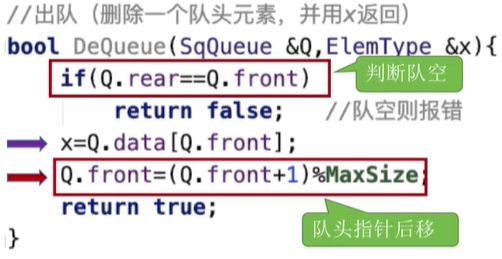 //出队（删除一个队头元素，并用x返回）
bool DeQueue(SqQueue &Q,ElemType &x){
if(Q.rear==Q.front)
判断队空
return false; //队空则报错
x=Q.data[Q.front];
Q.front=(Q.front+1)%MaxSize;
return true;
队头指针后移
}